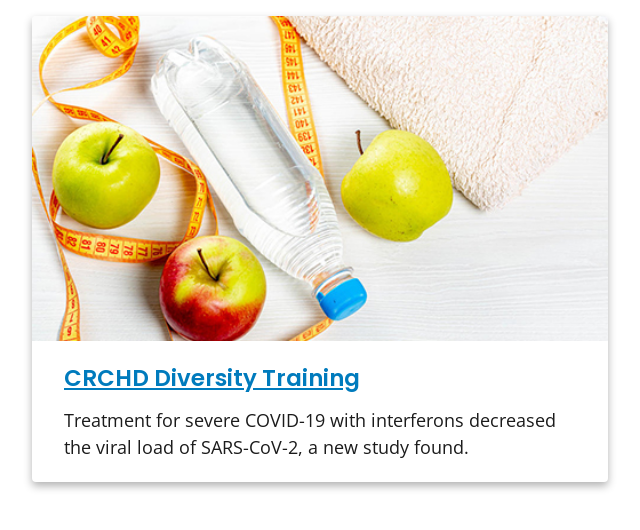 CRCHD Diversity Training
Treatment for severe COVID-19 with interferons decreased
the viral load of SARS-CoV-2, a new study found.